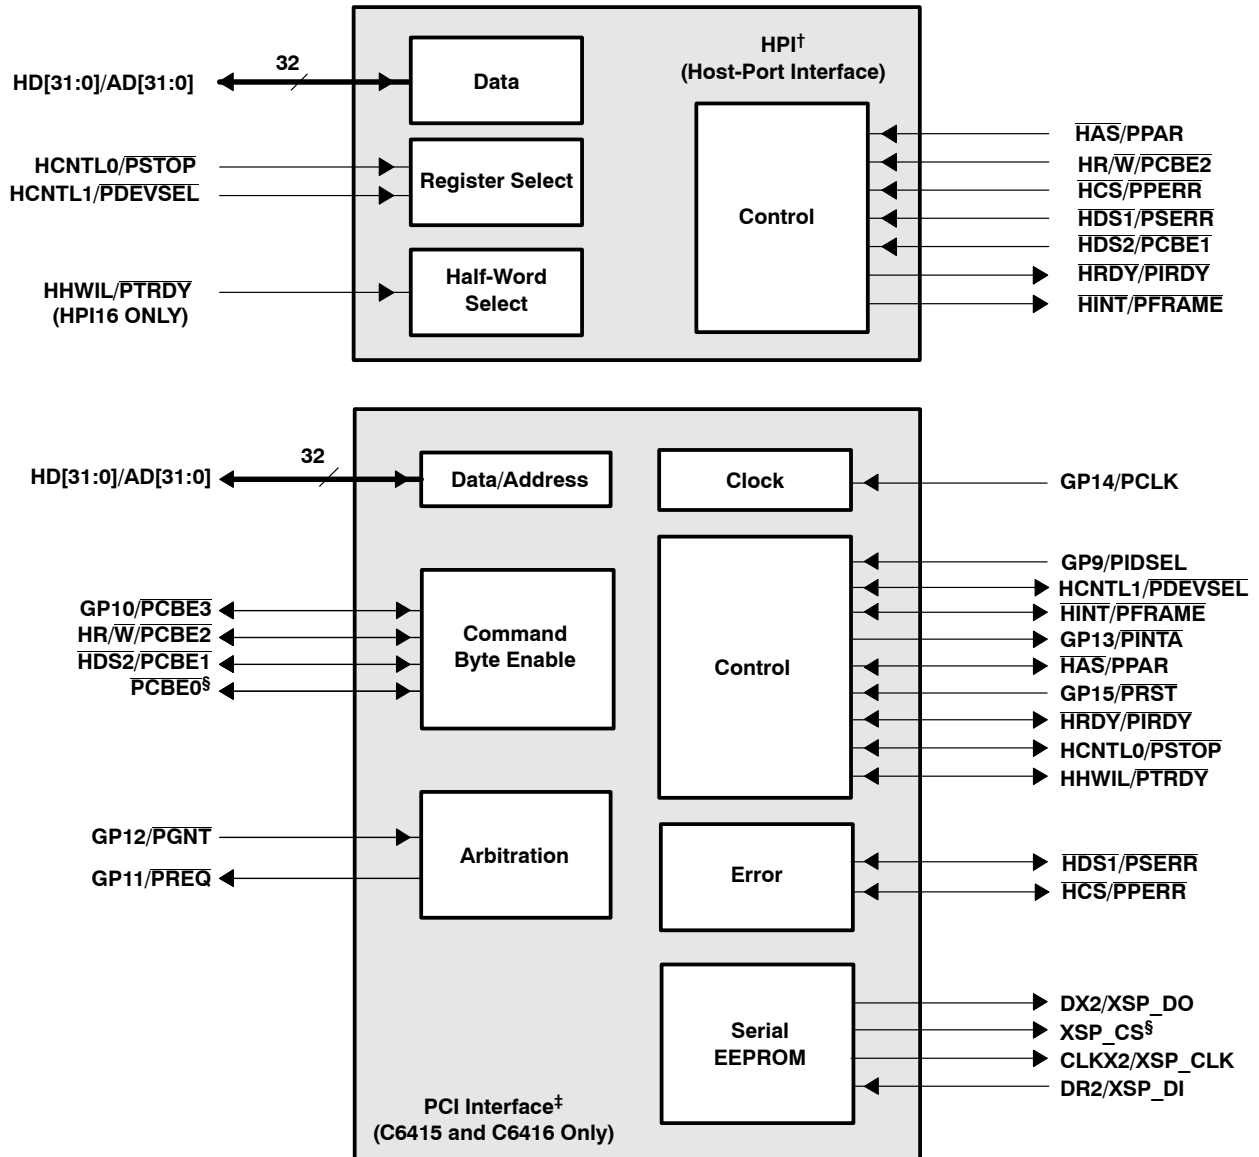 HPI†
(Host-Port Interface)
32
HD[31:0]/AD[31:0]
Data
HCNTL0/PSTOP
HCNTL1/PDEVSEL
Register Select
HHWIL/PTRDY
(HPI16 ONLY)
Half-Word
Select
Control
HAS/PPAR
HR/W/PCBE2
HCS/PPERR
HDS1/PSERR
HDS2/PCBE1
HRDY/PIRDY
HINT/PFRAME
32
HD[31:0]/AD[31:0]
Data/Address
Clock
GP14/PCLK
GP10/PCBE3
HR/W/PCBE2
HDS2/PCBE1
PCBE0§
Command
Byte Enable
Control
GP9/PIDSEL
HCNTL1/PDEVSEL
HINT/PFRAME
GP13/PINTA
HAS/PPAR
GP15/PRST
HRDY/PIRDY
HCNTL0/PSTOP
HHWIL/PTRDY
GP12/PGNT
GP11/PREQ
Arbitration
Error
HDS1/PSERR
HCS/PPERR
Serial
EEPROM
DX2/XSP_DO
XSP_CS§
CLKX2/XSP_CLK
DR2/XSP_DI
PCI Interface‡
(C6415 and C6416 Only)